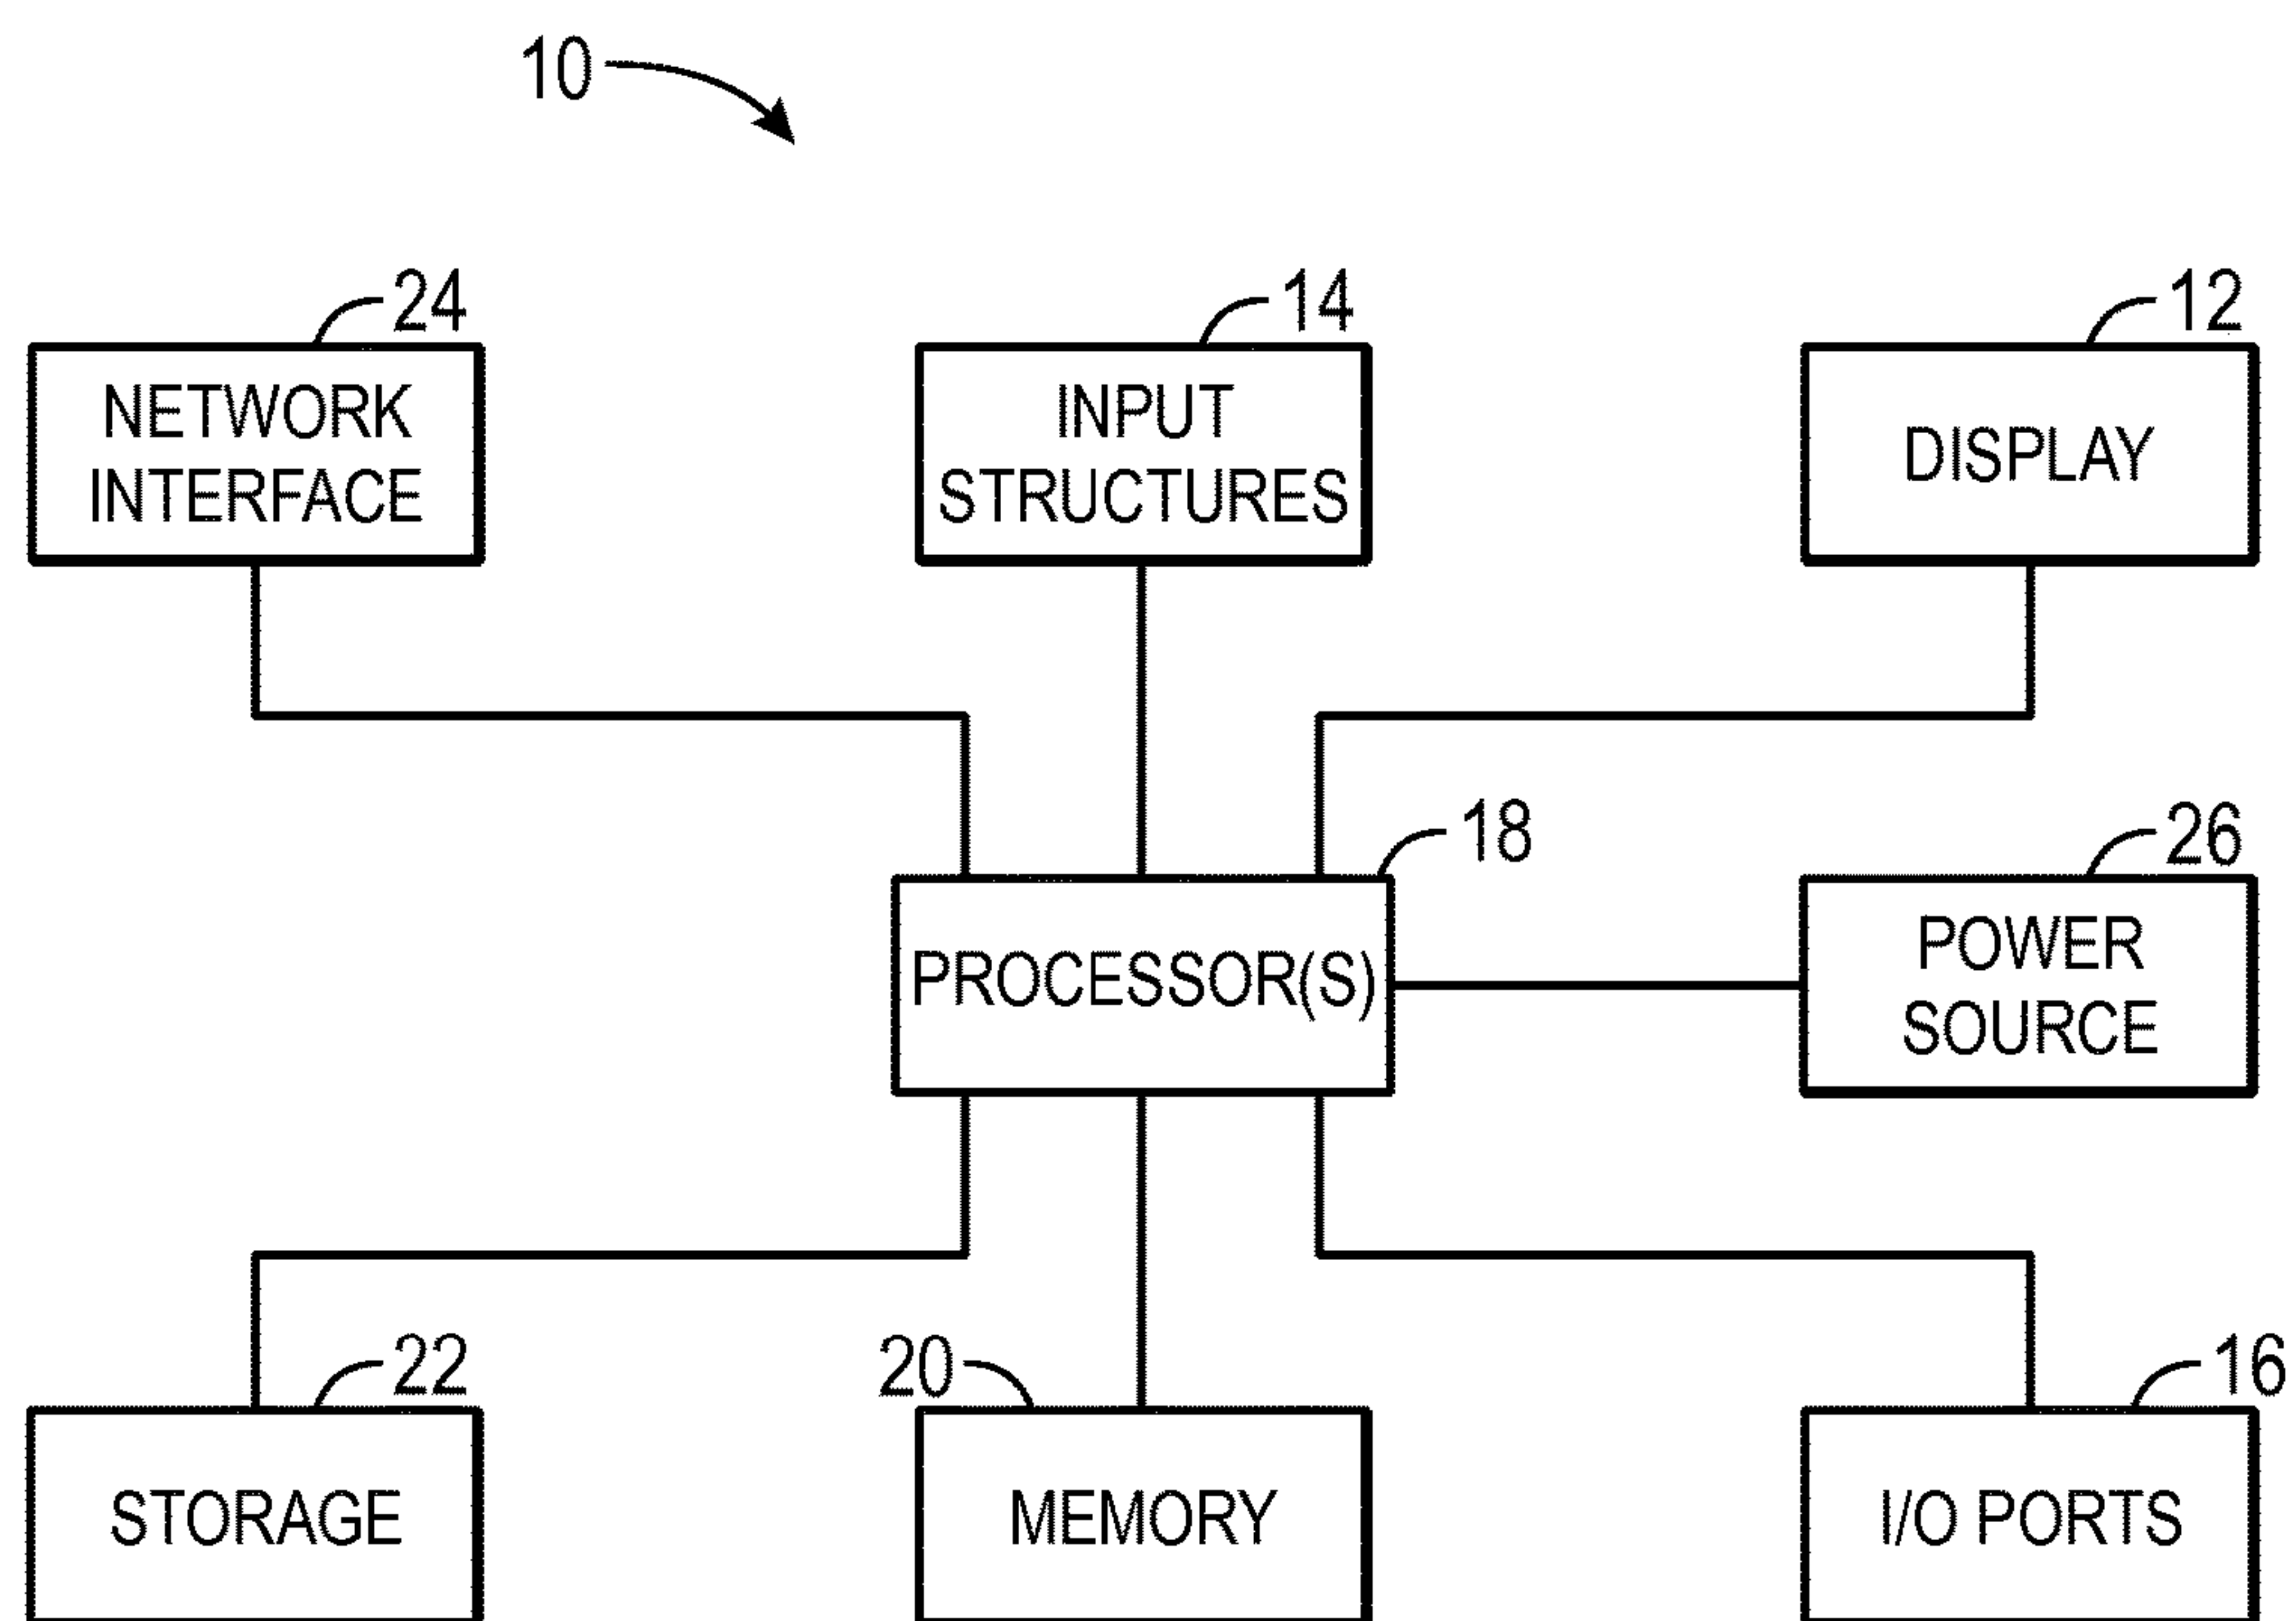 10
24
14
12
NETWORK
INTERFACE
INPUT
STRUCTURES
DISPLAY
18
26
PROCESSOR(S)
POWER
SOURCE
22
20
16
STORAGE
MEMORY
I/O PORTS